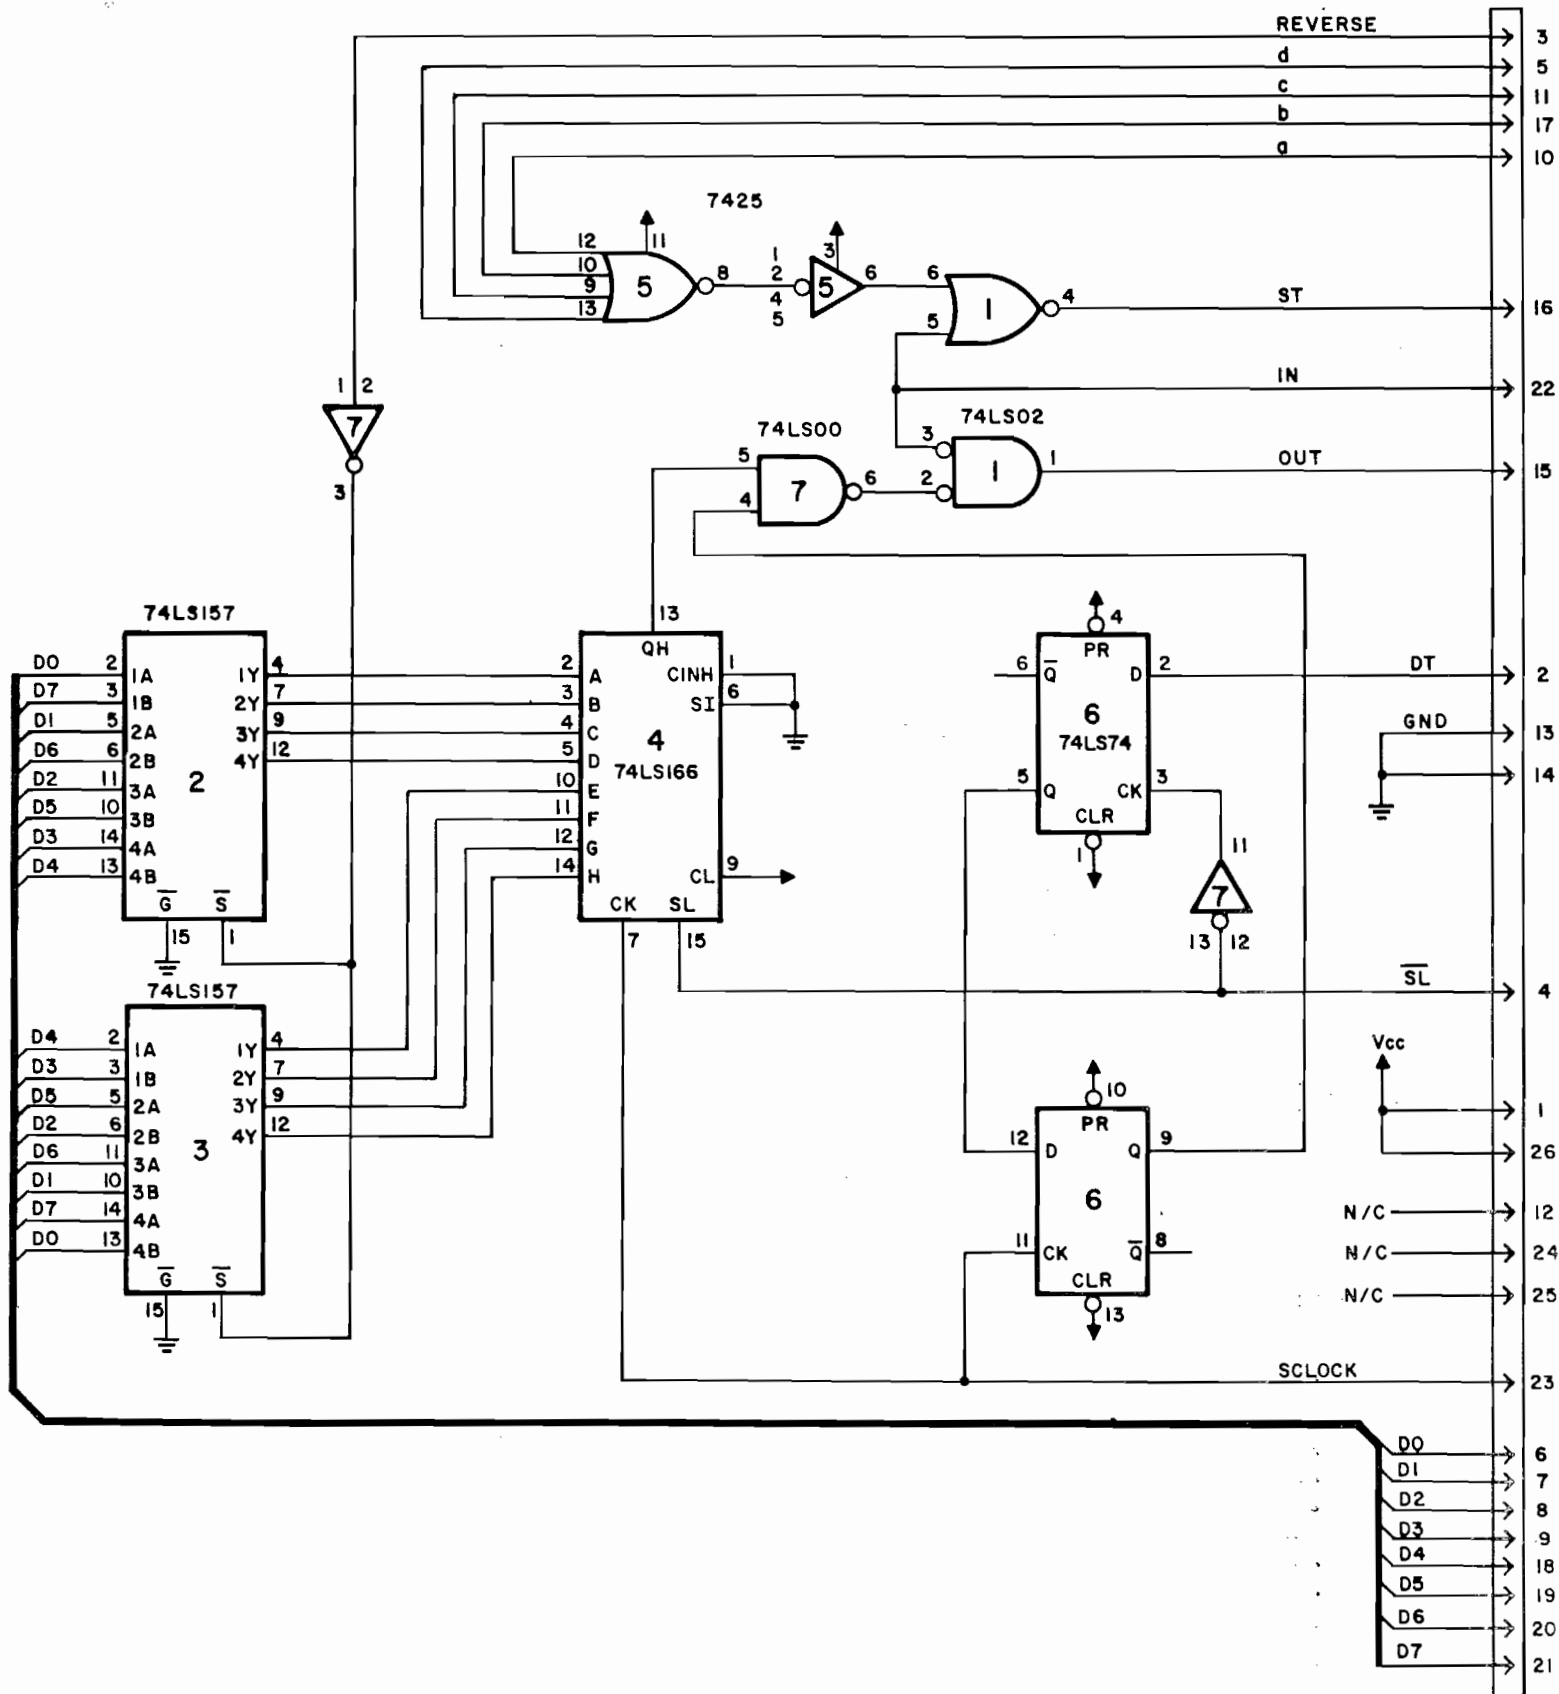 REVERSE 3
d 5
c 11
b 17
a 10
7425
12 11
10
9
13
5
8
1
2
4
5
3
5
6
6
5
1
4
ST 16
IN 22
1 2
7
3
74LS00
74LS02
5
4
7
6
3
2
1
1
OUT 15
74LS157
D0 2 1A 1Y 4
D7 3 1B 2Y 7
D1 5 2A 3Y 9
D6 6 2B 4Y 12
D2 11 3A
D5 10 3B
D3 14 4A
D4 13 4B
2
G S
15 1
13
QH
2 A CINH 1
3 B SI 6
4 C
5 D
4
74LS166
10 E
11 F
12 G
14 H CL 9
CK SL
7 15
4
PR
6 Q D 2
6
74LS74
5 Q CK 3
CLR
1
11
7
13 12
DT 2
GND 13
14
SL 4
74LS157
D4 2 1A 1Y 4
D3 3 1B 2Y 7
D5 5 2A 3Y 9
D2 6 2B 4Y 12
D6 11 3A
D1 10 3B
D7 14 4A
D0 13 4B
3
G S
15 1
10
PR
12 D Q 9
6
11 CK Q 8
CLR
13
Vcc
1
26
N/C 12
N/C 24
N/C 25
SCLOCK 23
D0 6
D1 7
D2 8
D3 9
D4 18
D5 19
D6 20
D7 21